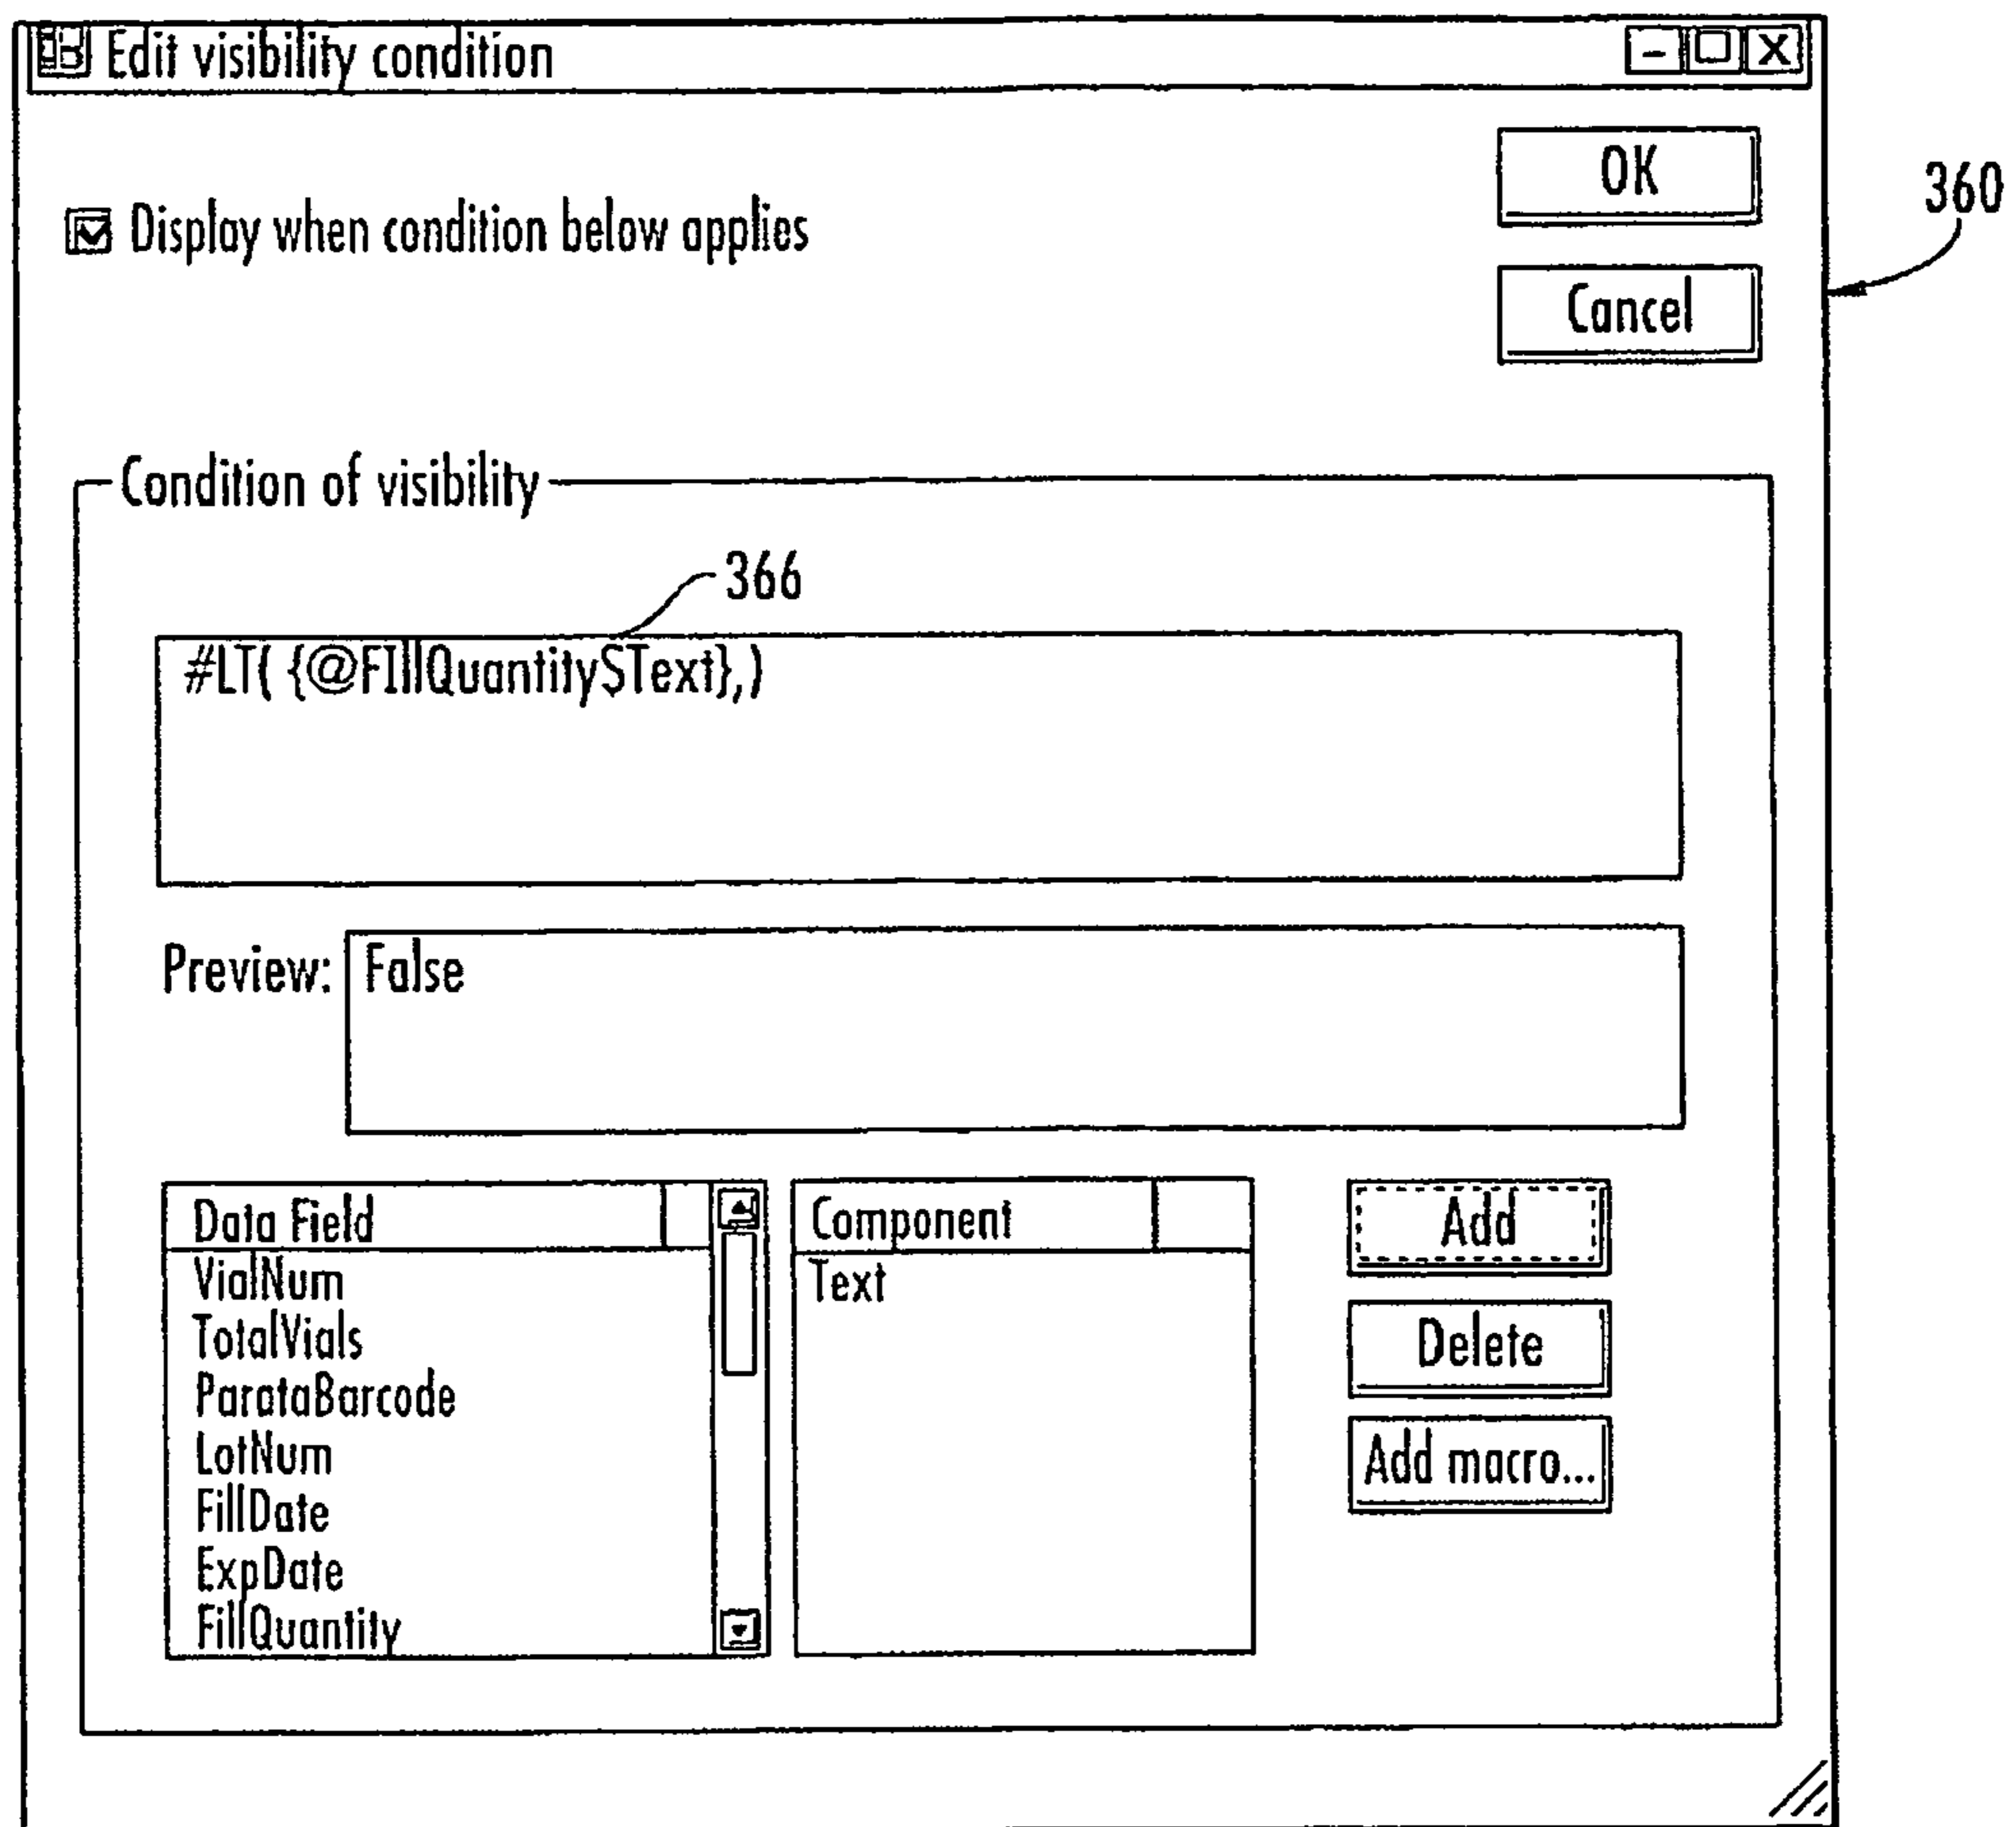 Edit visibility condition
OK
360
Display when condition below applies
Cancel
Condition of visibility
366
#LT( {@FIllQuantity$Text},)
Preview: False
Data Field
Component
Add
VialNum
Text
TotalVials
Delete
ParataBarcode
LotNum
Add macro...
FillDate
ExpDate
FillQuantity